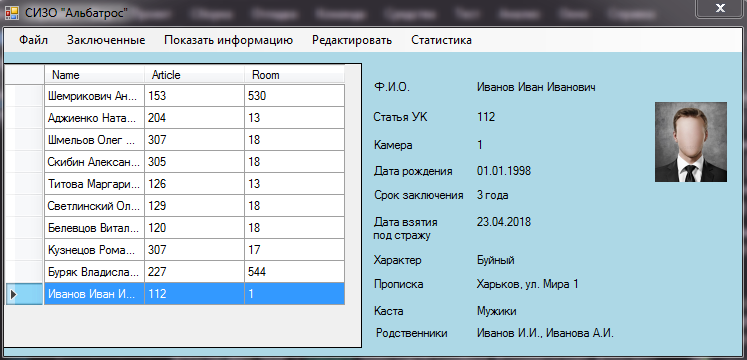 СИЗО "Альбатрос"
Файл Заключенные Показать информацию Редактировать Статистика
Name Article Room
Шемрикович Ан... 153 530
Аджиенко Ната... 204 13
Шмельов Олег ... 307 18
Скибин Алексан... 305 18
Титова Маргари... 126 13
Светлинский Ол... 129 18
Белевцов Витал... 120 18
Кузнецов Рома... 307 17
Буряк Владисла... 227 544
Иванов Иван И... 112 1
Ф.И.О. Иванов Иван Иванович
Статья УК 112
Камера 1
Дата рождения 01.01.1998
Срок заключения 3 года
Дата взятия 23.04.2018
под стражу
Характер Буйный
Прописка Харьков, ул. Мира 1
Каста Мужики
Родственники Иванов И.И., Иванова А.И.